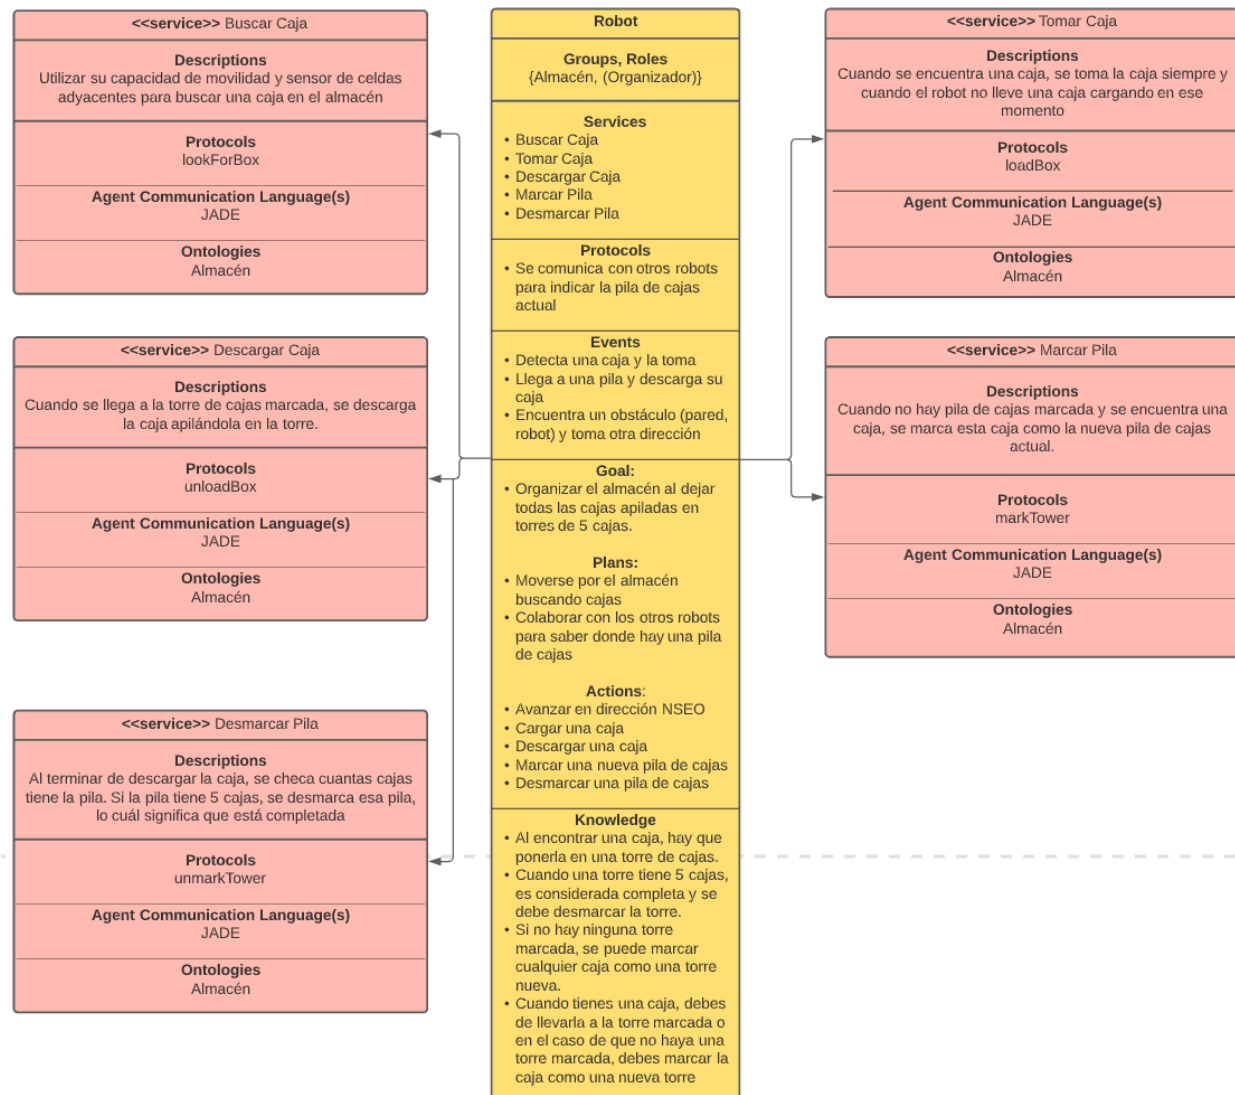 <<service>> Buscar Caja
Descriptions
Utilizar su capacidad de movilidad y sensor de celdas
adyacentes para buscar una caja en el almacén
Protocols
lookForBox
Agent Communication Language(s)
JADE
Ontologies
Almacén
<<service>> Descargar Caja
Descriptions
Cuando se llega a la torre de cajas marcada, se descarga
la caja apilándola en la torre.
Protocols
unloadBox
Agent Communication Language(s)
JADE
Ontologies
Almacén
<<service>> Desmarcar Pila
Descriptions
Al terminar de descargar la caja, se checa cuantas cajas
tiene la pila. Si la pila tiene 5 cajas, se desmarca esa pila,
lo cuál significa que está completada
Protocols
unmarkTower
Agent Communication Language(s)
JADE
Ontologies
Almacén
Robot
Groups, Roles
{Almacén, (Organizador)}
Services
• Buscar Caja
• Tomar Caja
• Descargar Caja
• Marcar Pila
• Desmarcar Pila
Protocols
• Se comunica con otros robots
para indicar la pila de cajas
actual
Events
• Detecta una caja y la toma
• Llega a una pila y descarga su
caja
• Encuentra un obstáculo (pared,
robot) y toma otra dirección
Goal:
• Organizar el almacén al dejar
todas las cajas apiladas en
torres de 5 cajas.
Plans:
• Moverse por el almacén
buscando cajas
• Colaborar con los otros robots
para saber donde hay una pila
de cajas
Actions:
• Avanzar en dirección NSEO
• Cargar una caja
• Descargar una caja
• Marcar una nueva pila de cajas
• Desmarcar una pila de cajas
Knowledge
• Al encontrar una caja, hay que
ponerla en una torre de cajas.
• Cuando una torre tiene 5 cajas,
es considerada completa y se
debe desmarcar la torre.
• Si no hay ninguna torre
marcada, se puede marcar
cualquier caja como una torre
nueva.
• Cuando tienes una caja, debes
de llevarla a la torre marcada o
en el caso de que no haya una
torre marcada, debes marcar la
caja como una nueva torre
<<service>> Tomar Caja
Descriptions
Cuando se encuentra una caja, se toma la caja siempre y
cuando el robot no lleve una caja cargando en ese
momento
Protocols
loadBox
Agent Communication Language(s)
JADE
Ontologies
Almacén
<<service>> Marcar Pila
Descriptions
Cuando no hay pila de cajas marcada y se encuentra una
caja, se marca esta caja como la nueva pila de cajas
actual.
Protocols
markTower
Agent Communication Language(s)
JADE
Ontologies
Almacén